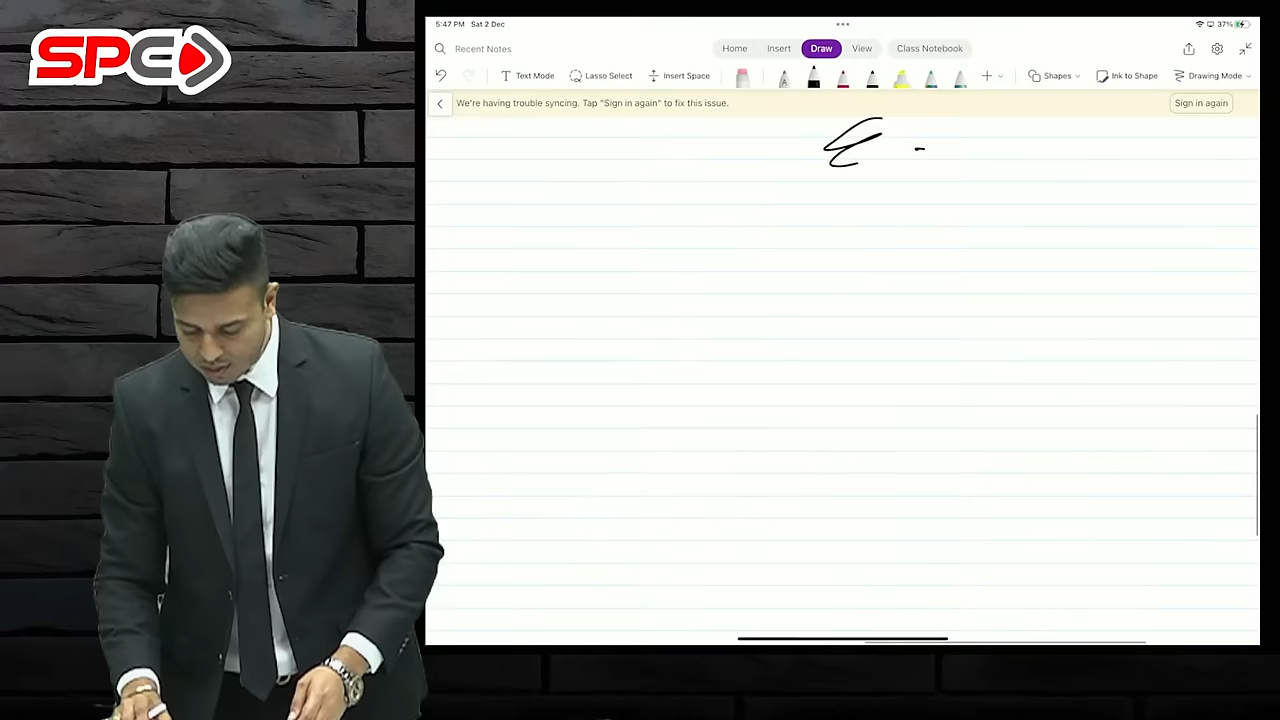 SPE
5:47 PM Sat 2 Dec
37%
Recent Notes
Home Insert Draw View Class Notebook
Text Mode Lasso Select Insert Space Shapes Ink to Shape Drawing Mode
We're having trouble syncing. Tap "Sign in again" to fix this issue. Sign in again